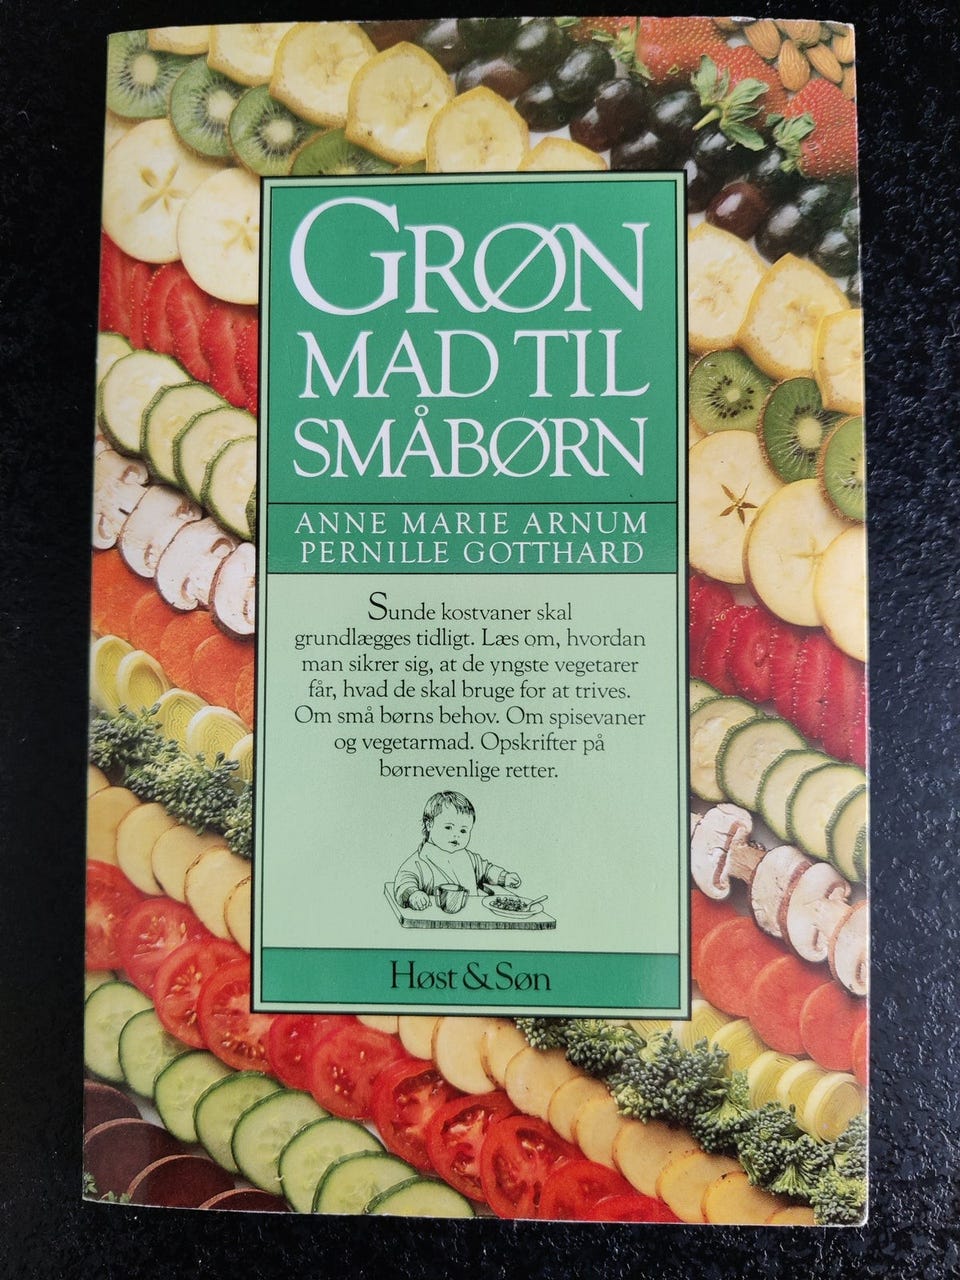 GRØN
MAD TIL
SMÅBØRN
ANNE MARIE ARNUM
PERNILLE GOTTHARD
Sunde kostvaner skal
grundlægges tidligt. Læs om, hvordan
man sikrer sig, at de yngste vegetarer
får, hvad de skal bruge for at trives.
Om små børns behov. Om spisevaner
og vegetarmad. Opskrifter på
børnevenlige retter.
Høst & Søn